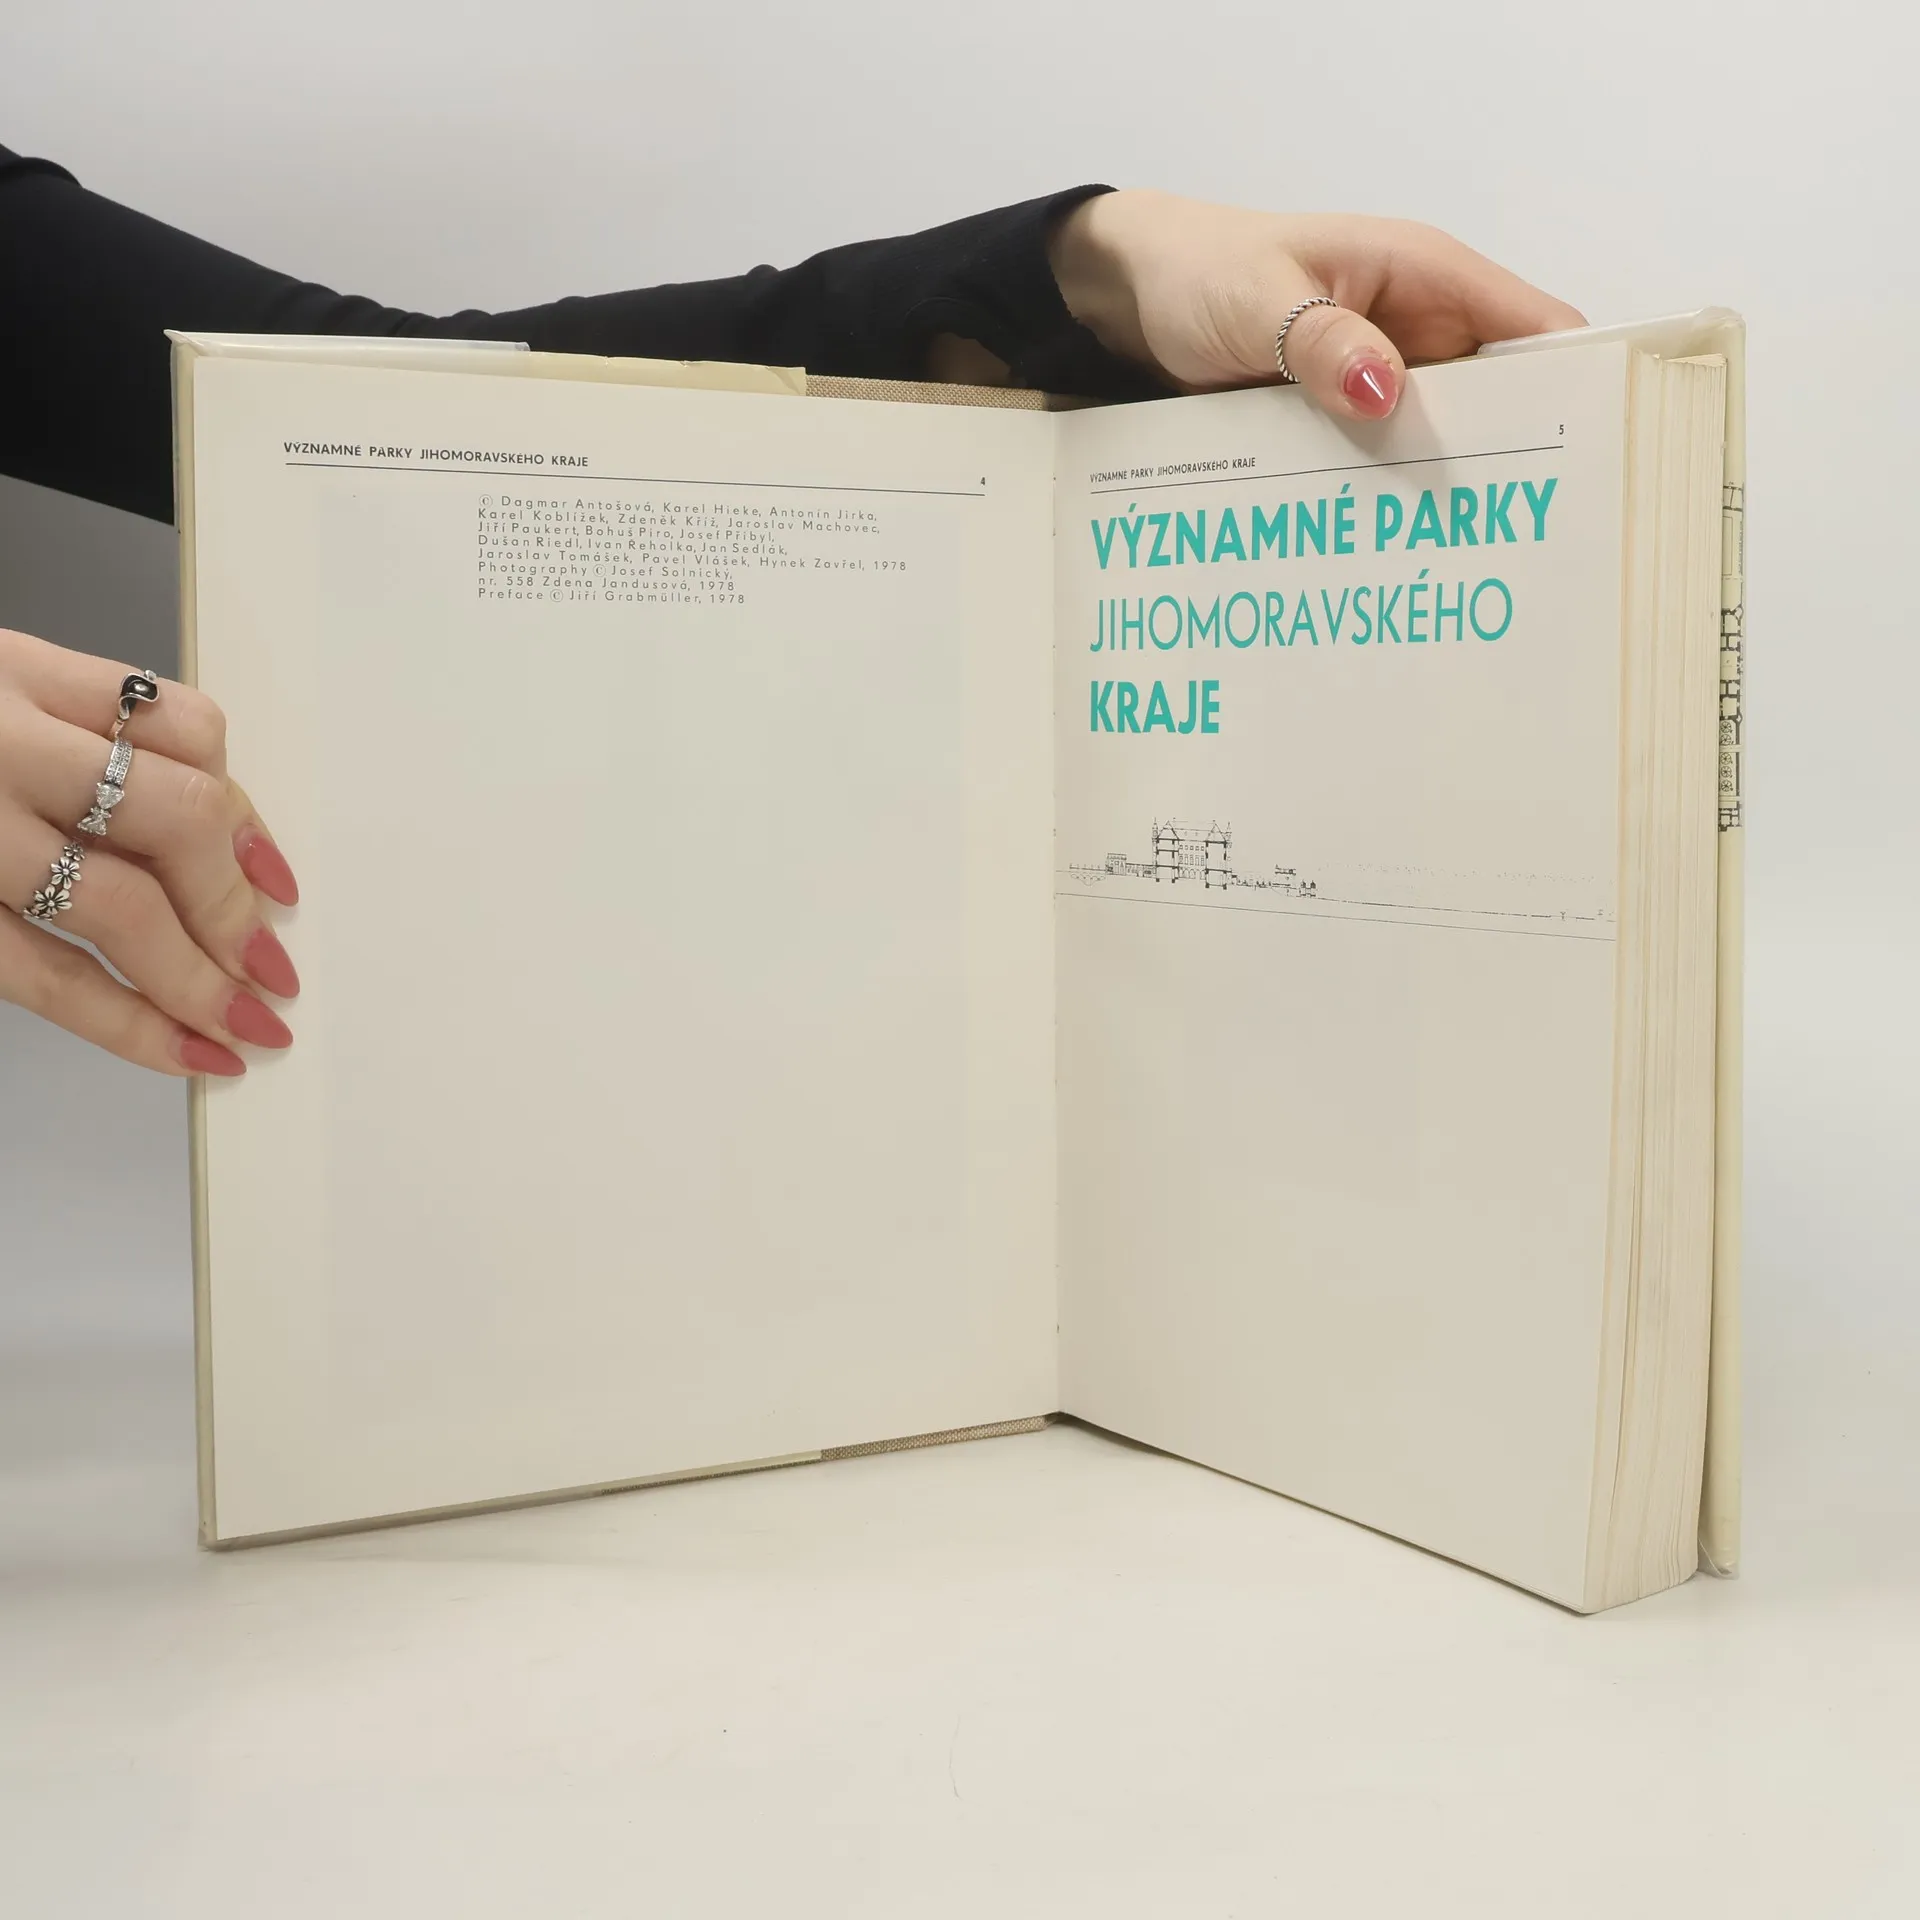 VÝZNAMNÉ PARKY JIHOMORAVSKÉHO KRAJE
4
© Dagmar Antošová, Karel Hieke, Antonín Jirka,
Karel Koblížek, Zdeněk Kříž, Jaroslav Machovec,
Jiří Paukert, Bohuš Piro, Josef Přibyl,
Dušan Riedl, Ivan Řeholka, Jan Sedlák,
Jaroslav Tomášek, Pavel Vlášek, Hynek Zavřel, 1978
Photography © Josef Solnický,
nr. 558 Zdena Jandusová, 1978
Preface © Jiří Grabmüller, 1978
5
VÝZNAMNÉ PARKY JIHOMORAVSKÉHO KRAJE
VÝZNAMNÉ PARKY
JIHOMORAVSKÉHO
KRAJE